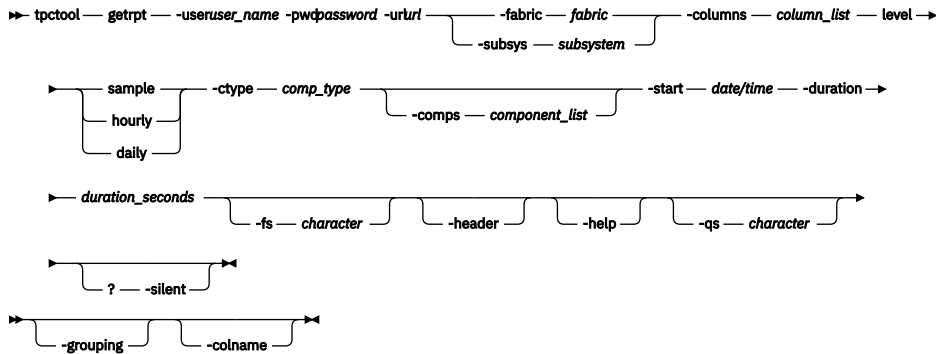 tpctool getrpt -useruser_name -pwdpassword -urlurl -fabric fabric -columns column_list level
-subsys subsystem
sample -ctype comp_type -start date/time -duration
hourly -comps component_list
daily
duration_seconds
-fs character -header -help -qs character
? -silent
-grouping -colname